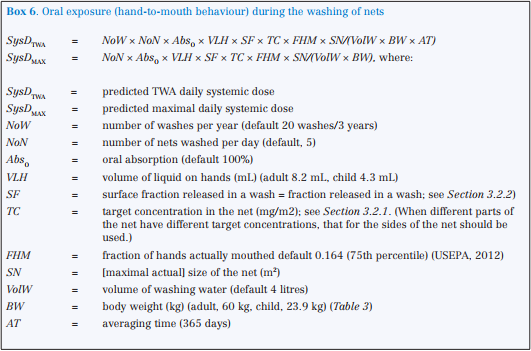 Box 6. Oral exposure (hand-to-mouth behaviour) during the washing of nets
SysD_TWA = NoW × NoN × Abs_O × VLH × SF × TC × FHM × SN/(VolW × BW × AT)
SysD_MAX = NoN × Abs_O × VLH × SF × TC × FHM × SN/(VolW × BW), where:
SysD_TWA = predicted TWA daily systemic dose
SysD_MAX = predicted maximal daily systemic dose
NoW = number of washes per year (default 20 washes/3 years)
NoN = number of nets washed per day (default, 5)
Abs_O = oral absorption (default 100%)
VLH = volume of liquid on hands (mL) (adult 8.2 mL, child 4.3 mL)
SF = surface fraction released in a wash = fraction released in a wash; see Section 3.2.2)
TC = target concentration in the net (mg/m2); see Section 3.2.1. (When different parts
of the net have different target concentrations, that for the sides of the net should be
used.)
FHM = fraction of hands actually mouthed default 0.164 (75th percentile) (USEPA, 2012)
SN = [maximal actual] size of the net (m²)
VolW = volume of washing water (default 4 litres)
BW = body weight (kg) (adult, 60 kg, child, 23.9 kg) (Table 3)
AT = averaging time (365 days)